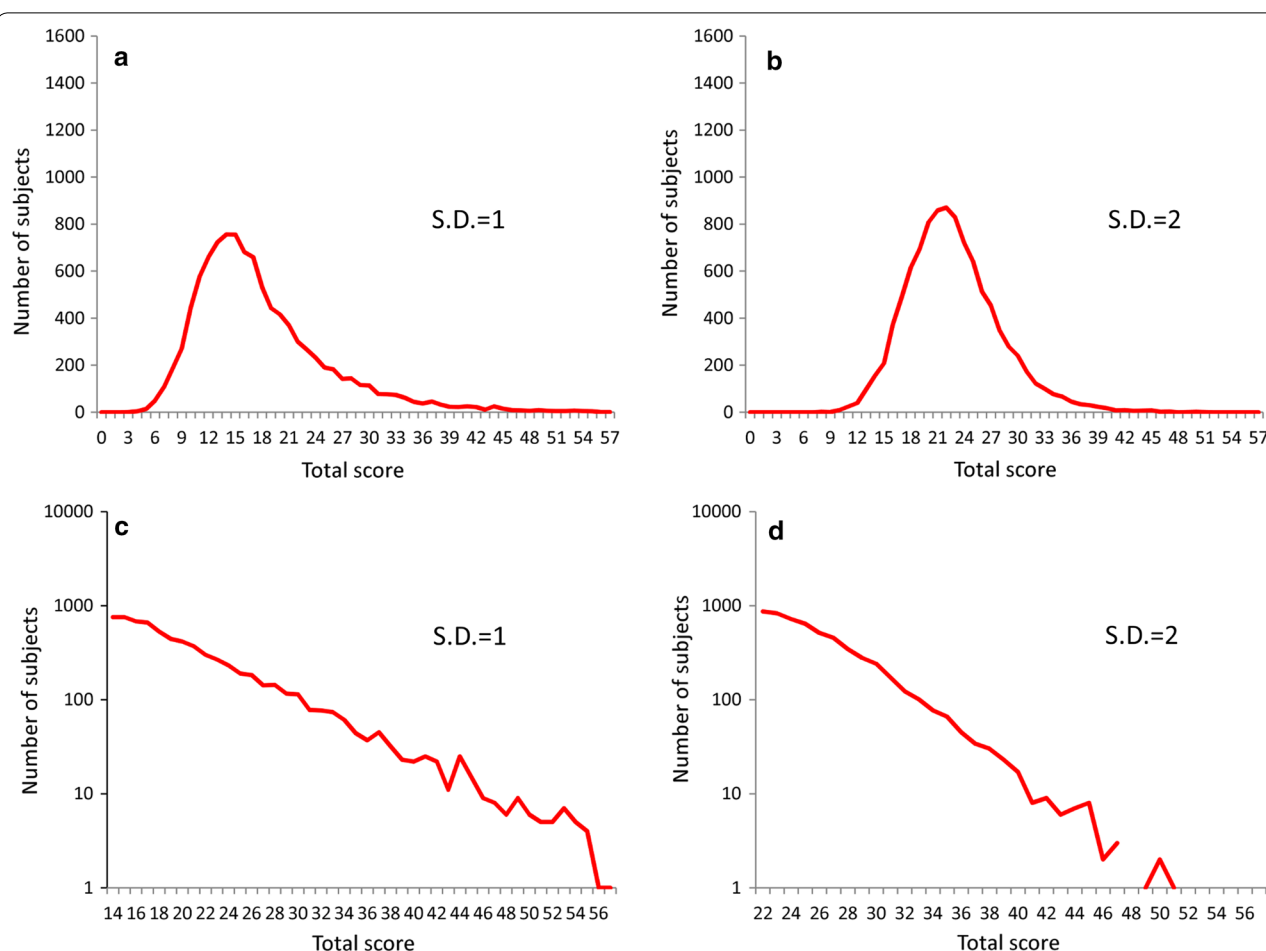 a
1600
1400
1200
1000
800
600
400
200
0
Number of subjects
S.D.=1
0 3 6 9 12 15 18 21 24 27 30 33 36 39 42 45 48 51 54 57
Total score
b
1600
1400
1200
1000
800
600
400
200
0
Number of subjects
S.D.=2
0 3 6 9 12 15 18 21 24 27 30 33 36 39 42 45 48 51 54 57
Total score
c
10000
1000
100
10
1
Number of subjects
S.D.=1
14 16 18 20 22 24 26 28 30 32 34 36 38 40 42 44 46 48 50 52 54 56
Total score
d
10000
1000
100
10
1
Number of subjects
S.D.=2
22 24 26 28 30 32 34 36 38 40 42 44 46 48 50 52 54 56
Total score